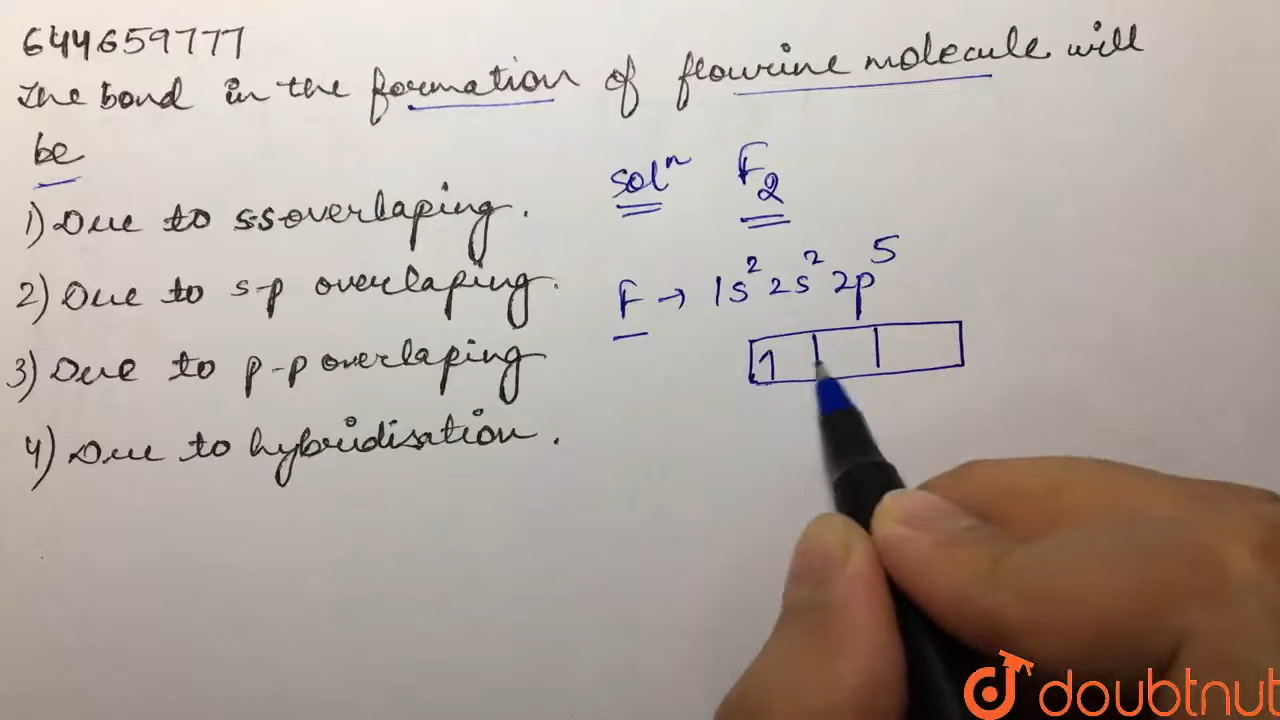 644659777
The bond in the formation of flourine molecule will
be
1) Due to s-s overlaping.
2) Due to s-p overlaping.
3) Due to p-p overlaping
4) Due to hybridisation.
Solⁿ F₂
F → 1s² 2s² 2p⁵
1
doubtnut